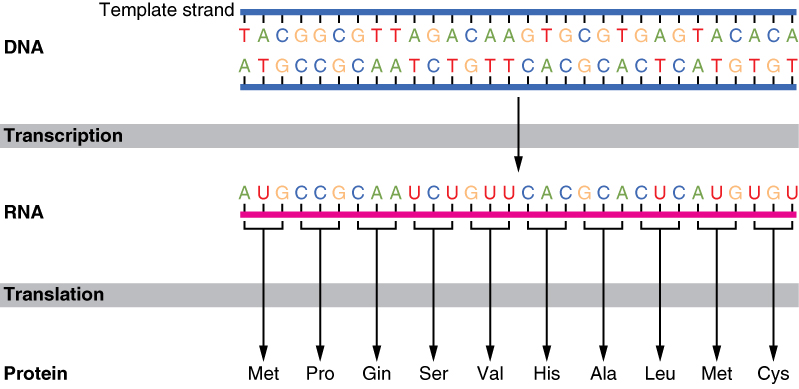 Template strand
DNA
T A C G G C G T T A G A C A A G T G C G T G A G T A C A C A
A T G C C G C A A T C T G T T C A C G C A C T C A T G T G T
Transcription
A U G C C G C A A U C U G U U C A C G C A C U C A U G U G U
RNA
Translation
Protein Met Pro Gin Ser Val His Ala Leu Met Cys